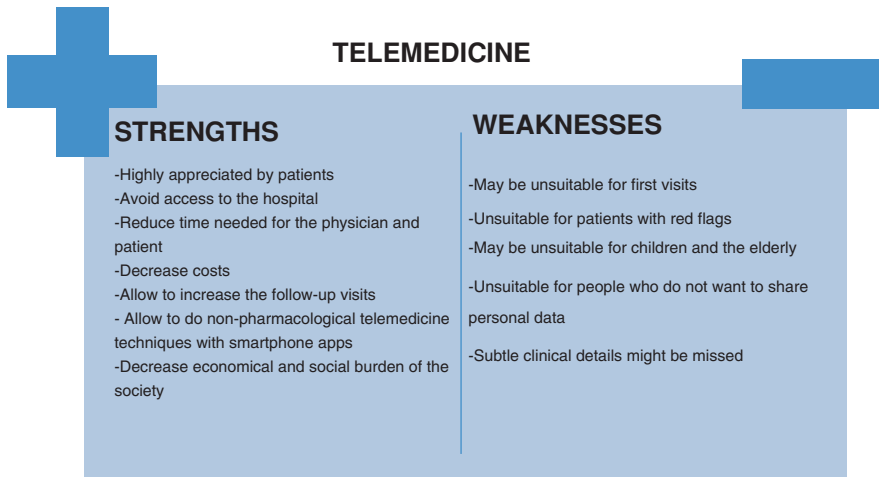 TELEMEDICINE
STRENGTHS
-Highly appreciated by patients
-Avoid access to the hospital
-Reduce time needed for the physician and
patient
-Decrease costs
-Allow to increase the follow-up visits
- Allow to do non-pharmacological telemedicine
techniques with smartphone apps
-Decrease economical and social burden of the
society
WEAKNESSES
-May be unsuitable for first visits
-Unsuitable for patients with red flags
-May be unsuitable for children and the elderly
-Unsuitable for people who do not want to share
personal data
-Subtle clinical details might be missed